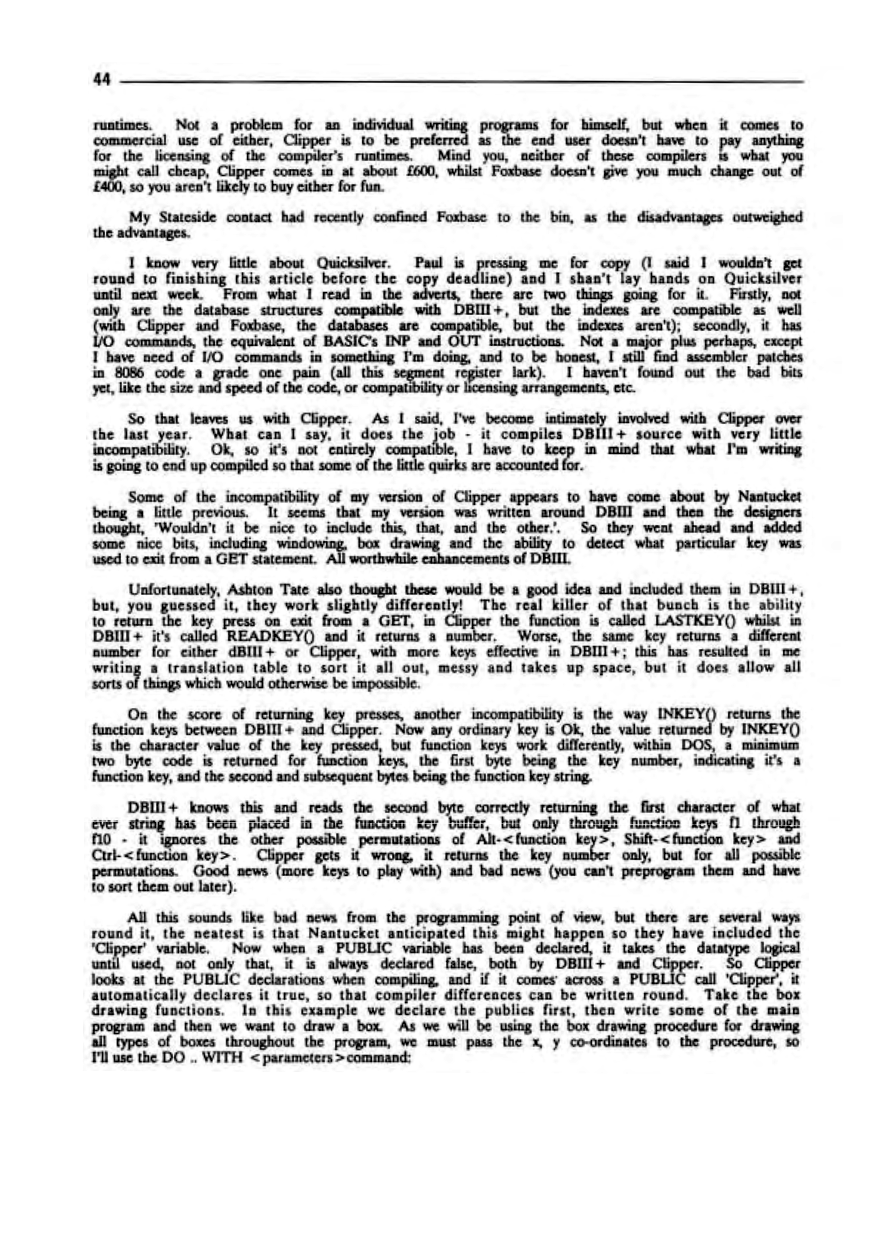 44
runtimes. Not a problem for an individual writing programs for himself, but when it comes to
commercial use of either, Clipper is to be preferred as the end user doesn't have to pay anything
for the licensing of the compiler's runtimes. Mind you, neither of these compilers is what you
might call cheap, Clipper comes in at about £600, whilst Foxbase doesn't give you much change out of
£400, so you aren't likely to buy either for fun.
My Stateside contact had recently confined Foxbase to the bin, as the disadvantages outweighed
the advantages.
I know very little about Quicksilver. Paul is pressing me for copy (I said I wouldn't get
round to finishing this article before the copy deadline) and I shan't lay hands on Quicksilver
until next week. From what I read in the adverts, there are two things going for it. Firstly, not
only are the database structures compatible with DBIII+, but the indexes are compatible as well
(with Clipper and Foxbase, the databases are compatible, but the indexes aren't); secondly, it has
I/O commands, the equivalent of BASIC's INP and OUT instructions. Not a major plus perhaps, except
I have need of I/O commands in something I'm doing, and to be honest, I still find assembler patches
in 8086 code a grade one pain (all this segment register lark). I haven't found out the bad bits
yet, like the size and speed of the code, or compatibility or licensing arrangements, etc.
So that leaves us with Clipper. As I said, I've become intimately involved with Clipper over
the last year. What can I say, it does the job - it compiles DBIII+ source with very little
incompatibility. Ok, so it's not entirely compatible, I have to keep in mind that what I'm writing
is going to end up compiled so that some of the little quirks are accounted for.
Some of the incompatibility of my version of Clipper appears to have come about by Nantucket
being a little previous. It seems that my version was written around DBIII and then the designers
thought, 'Wouldn't it be nice to include this, that, and the other.'. So they went ahead and added
some nice bits, including windowing, box drawing and the ability to detect what particular key was
used to exit from a GET statement. All worthwhile enhancements of DBIII.
Unfortunately, Ashton Tate also thought these would be a good idea and included them in DBIII+,
but, you guessed it, they work slightly differently! The real killer of that bunch is the ability
to return the key press on exit from a GET, in Clipper the function is called LASTKEY() whilst in
DBIII+ it's called READKEY() and it returns a number. Worse, the same key returns a different
number for either dBIII+ or Clipper, with more keys effective in DBIII+; this has resulted in me
writing a translation table to sort it all out, messy and takes up space, but it does allow all
sorts of things which would otherwise be impossible.
On the score of returning key presses, another incompatibility is the way INKEY() returns the
function keys between DBIII+ and Clipper. Now any ordinary key is Ok, the value returned by INKEY()
is the character value of the key pressed, but function keys work differently, within DOS, a minimum
two byte code is returned for function keys, the first byte being the key number, indicating it's a
function key, and the second and subsequent bytes being the function key string.
DBIII+ knows this and reads the second byte correctly returning the first character of what
ever string has been placed in the function key buffer, but only through function keys f1 through
f10 - it ignores the other possible permutations of Alt-<function key>, Shift-<function key> and
Ctrl-<function key>. Clipper gets it wrong, it returns the key number only, but for all possible
permutations. Good news (more keys to play with) and bad news (you can't preprogram them and have
to sort them out later).
All this sounds like bad news from the programming point of view, but there are several ways
round it, the neatest is that Nantucket anticipated this might happen so they have included the
'Clipper' variable. Now when a PUBLIC variable has been declared, it takes the datatype logical
until used, not only that, it is always declared false, both by DBIII+ and Clipper. So Clipper
looks at the PUBLIC declarations when compiling, and if it comes across a PUBLIC call 'Clipper', it
automatically declares it true, so that compiler differences can be written round. Take the box
drawing functions. In this example we declare the publics first, then write some of the main
program and then we want to draw a box. As we will be using the box drawing procedure for drawing
all types of boxes throughout the program, we must pass the x, y co-ordinates to the procedure, so
I'll use the DO .. WITH <parameters>command: